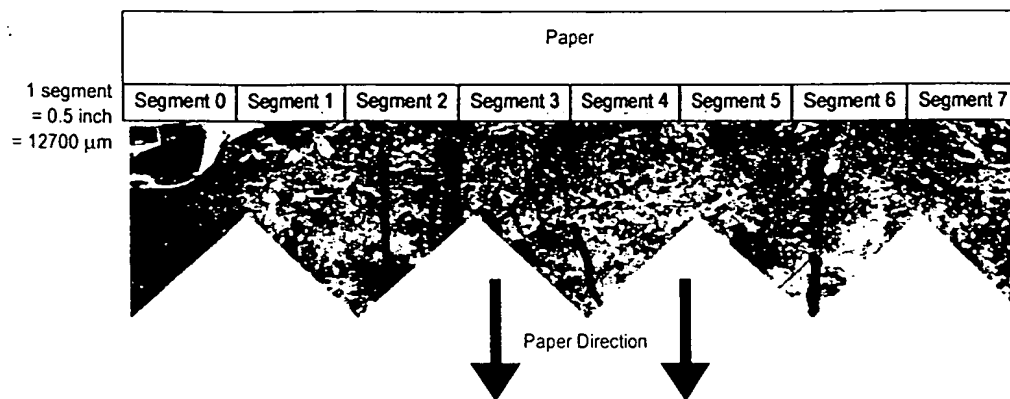 Paper
1 segment
= 0.5 inch
= 12700 μm
Segment 0 Segment 1 Segment 2 Segment 3 Segment 4 Segment 5 Segment 6 Segment 7
Paper Direction